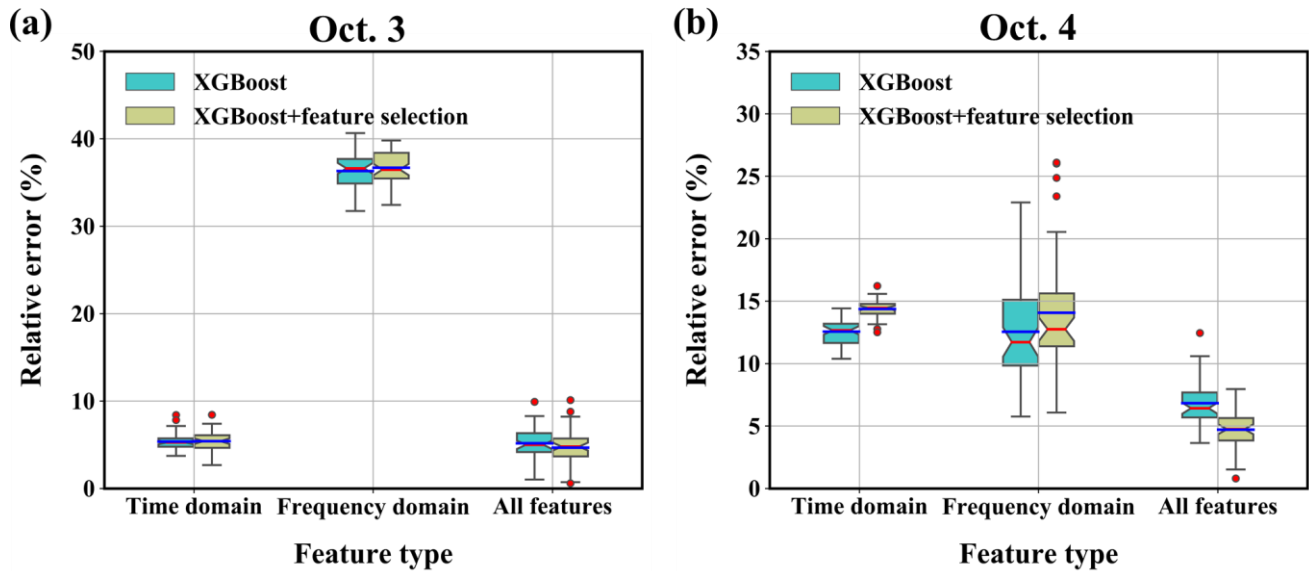 (a)
Oct. 3
50
40
30
20
10
0
Relative error (%)
XGBoost
XGBoost+feature selection
Time domain
Frequency domain
All features
Feature type
(b)
Oct. 4
35
30
25
20
15
10
5
0
Relative error (%)
XGBoost
XGBoost+feature selection
Time domain
Frequency domain
All features
Feature type